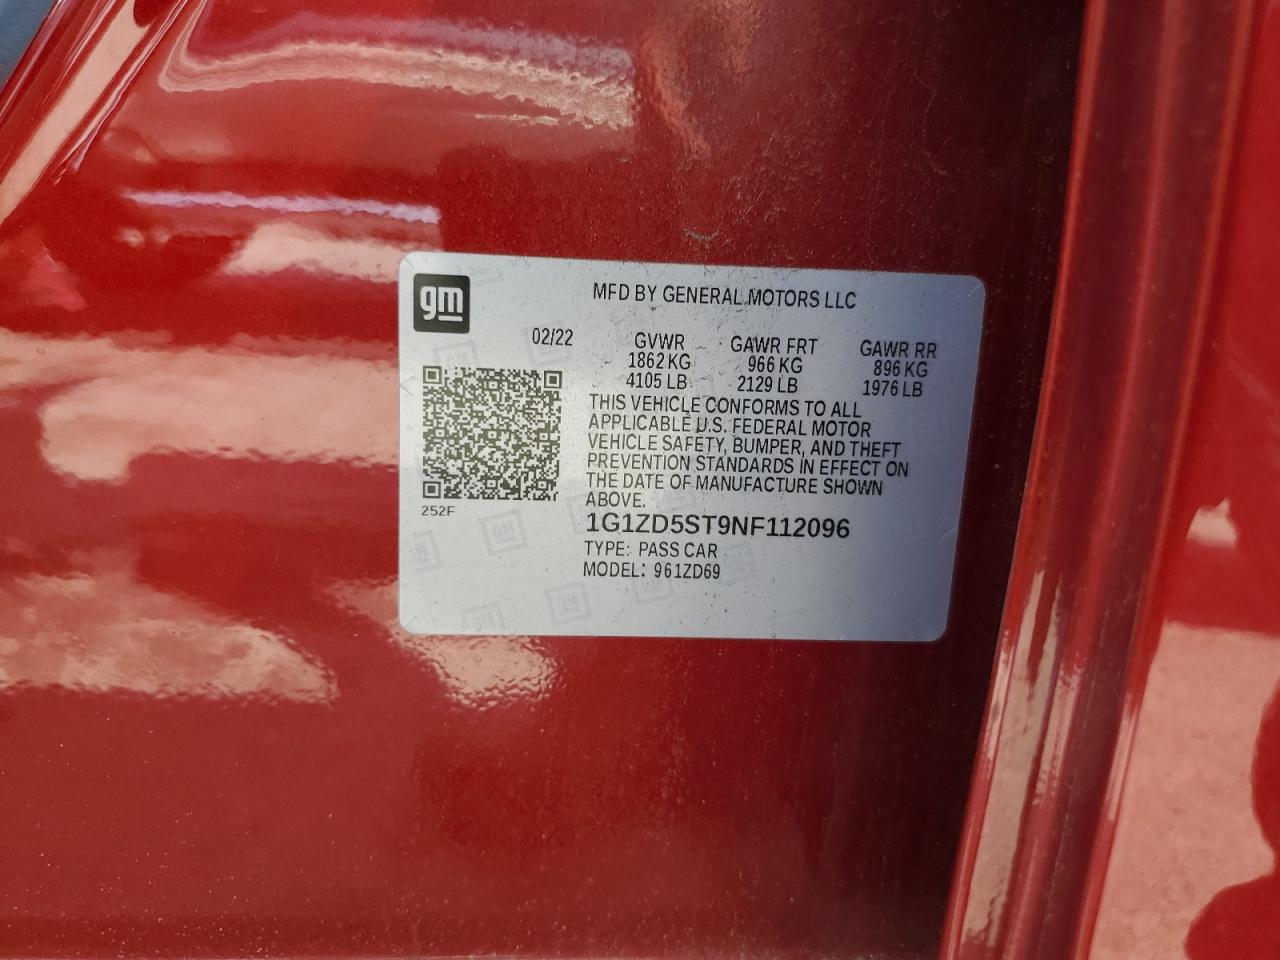 gm
MFD BY GENERAL MOTORS LLC
02/22 GVWR GAWR FRT GAWR RR
1862 KG 966 KG 896 KG
4105 LB 2129 LB 1976 LB
THIS VEHICLE CONFORMS TO ALL
APPLICABLE U.S. FEDERAL MOTOR
VEHICLE SAFETY, BUMPER, AND THEFT
PREVENTION STANDARDS IN EFFECT ON
THE DATE OF MANUFACTURE SHOWN
ABOVE.
252F
1G1ZD5ST9NF112096
TYPE: PASS CAR
MODEL: 961ZD69